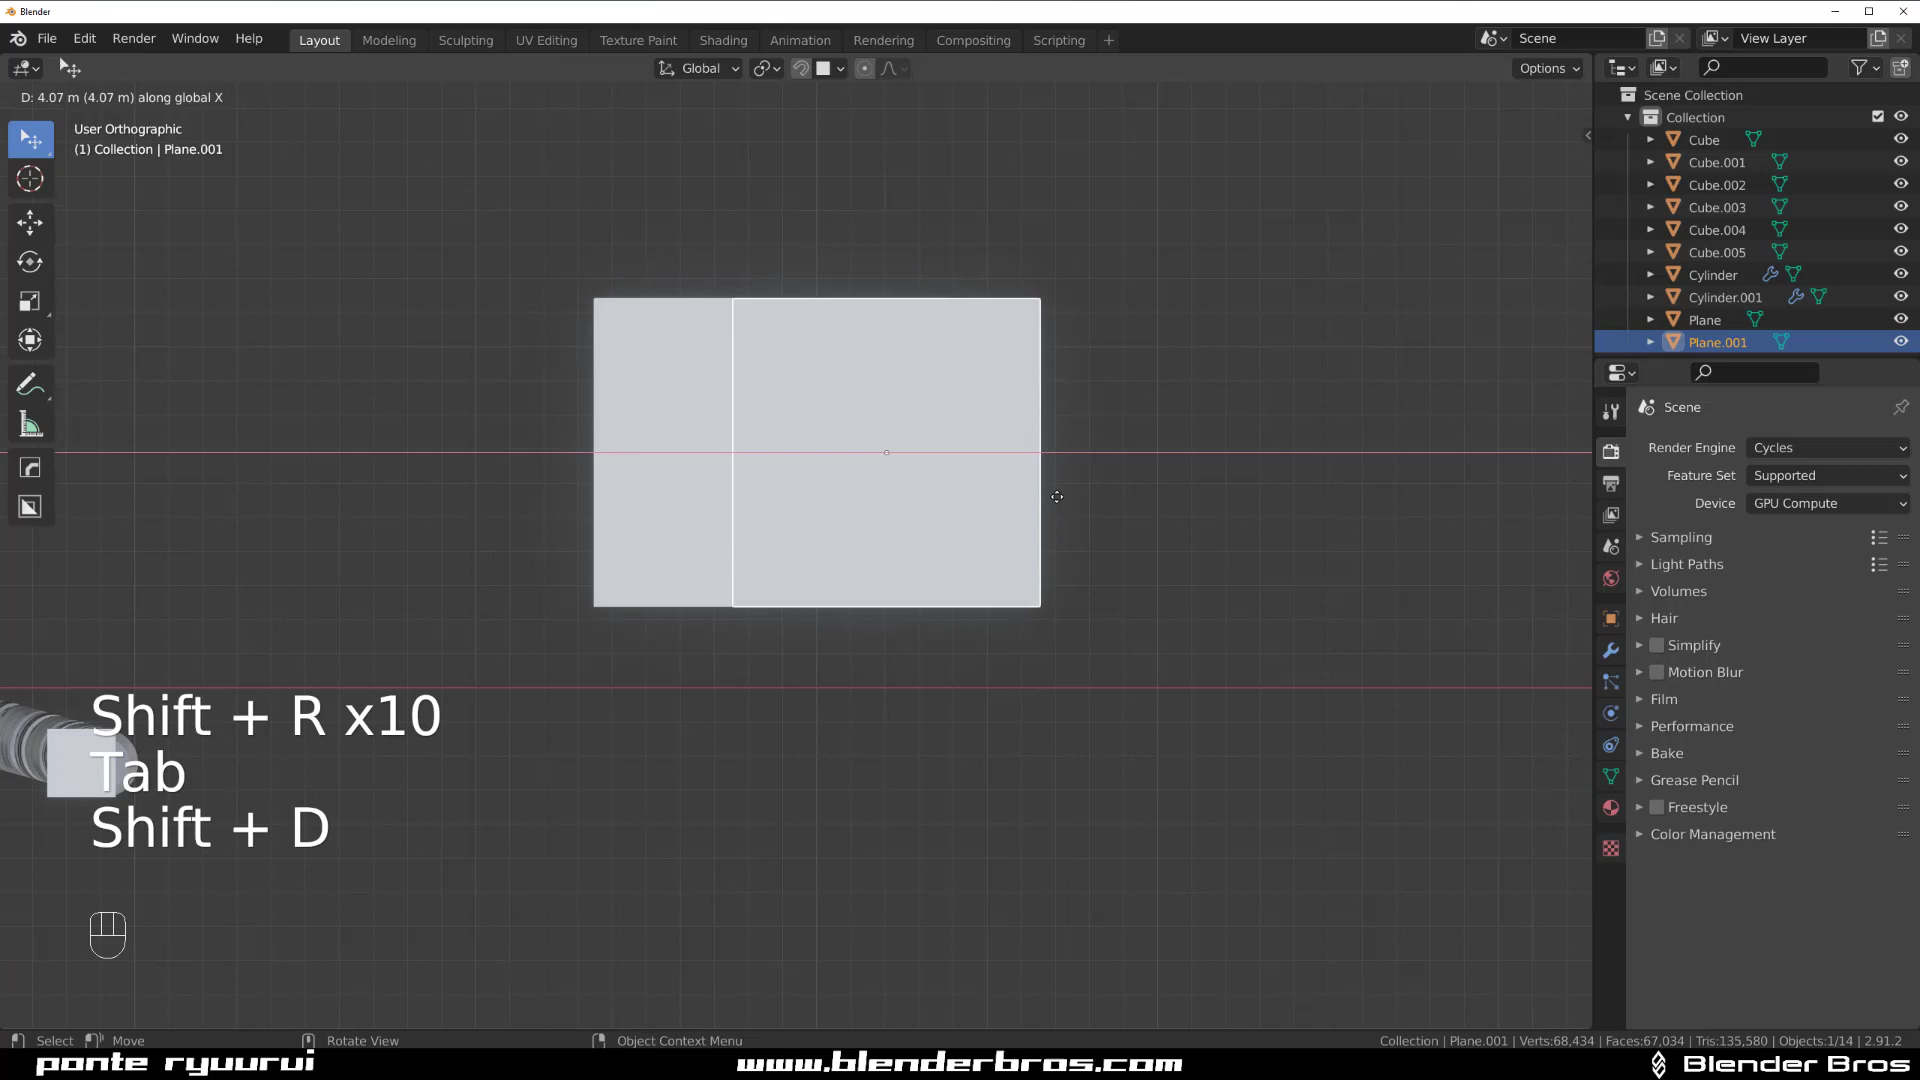 Blender
File Edit Render Window Help
Layout Modeling Sculpting UV Editing Texture Paint Shading Animation Rendering Compositing Scripting +
Scene
View Layer
Global
Options
D: 4.07 m (4.07 m) along global X
User Orthographic
(1) Collection | Plane.001
Scene Collection
Collection
Cube
Cube.001
Cube.002
Cube.003
Cube.004
Cube.005
Cylinder
Cylinder.001
Plane
Plane.001
Scene
Render Engine Cycles
Feature Set Supported
Device GPU Compute
Sampling
Light Paths
Volumes
Hair
Simplify
Motion Blur
Film
Performance
Bake
Grease Pencil
Freestyle
Color Management
Shift + R x10
Tab
Shift + D
Select Move Rotate View Object Context Menu
Collection | Plane.001 | Verts:68,434 | Faces:67,034 | Tris:135,580 | Objects:1/14 | 2.91.2
ponte ryuurui
www.blenderbros.com
Blender Bros